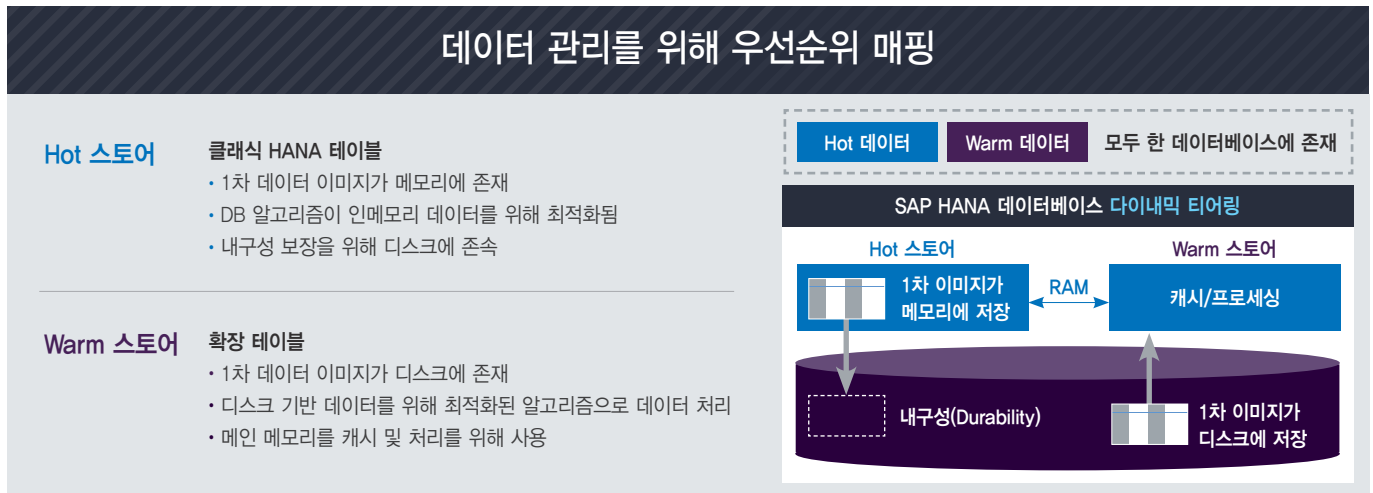 데이터 관리를 위해 우선순위 매핑
Hot 스토어
클래식 HANA 테이블
• 1차 데이터 이미지가 메모리에 존재
• DB 알고리즘이 인메모리 데이터를 위해 최적화됨
• 내구성 보장을 위해 디스크에 존속
Warm 스토어
확장 테이블
• 1차 데이터 이미지가 디스크에 존재
• 디스크 기반 데이터를 위해 최적화된 알고리즘으로 데이터 처리
• 메인 메모리를 캐시 및 처리를 위해 사용
Hot 데이터 Warm 데이터 모두 한 데이터베이스에 존재
SAP HANA 데이터베이스 다이내믹 티어링
Hot 스토어 Warm 스토어
1차 이미지가
메모리에 저장
RAM
캐시/프로세싱
내구성(Durability)
1차 이미지가
디스크에 저장